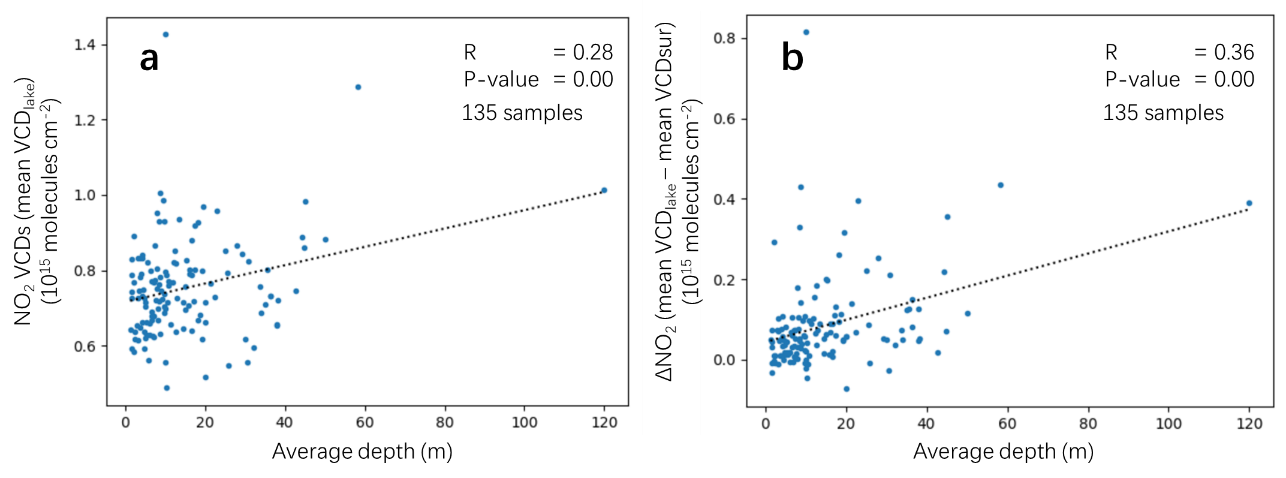 a
R = 0.28
P-value = 0.00
135 samples
NO₂ VCDs (mean VCD_lake)
(10¹⁵ molecules cm⁻²)
1.4
1.2
1.0
0.8
0.6
0 20 40 60 80 100 120
Average depth (m)
b
R = 0.36
P-value = 0.00
135 samples
ΔNO₂ (mean VCD_lake – mean VCDsur)
(10¹⁵ molecules cm⁻²)
0.8
0.6
0.4
0.2
0.0
0 20 40 60 80 100 120
Average depth (m)